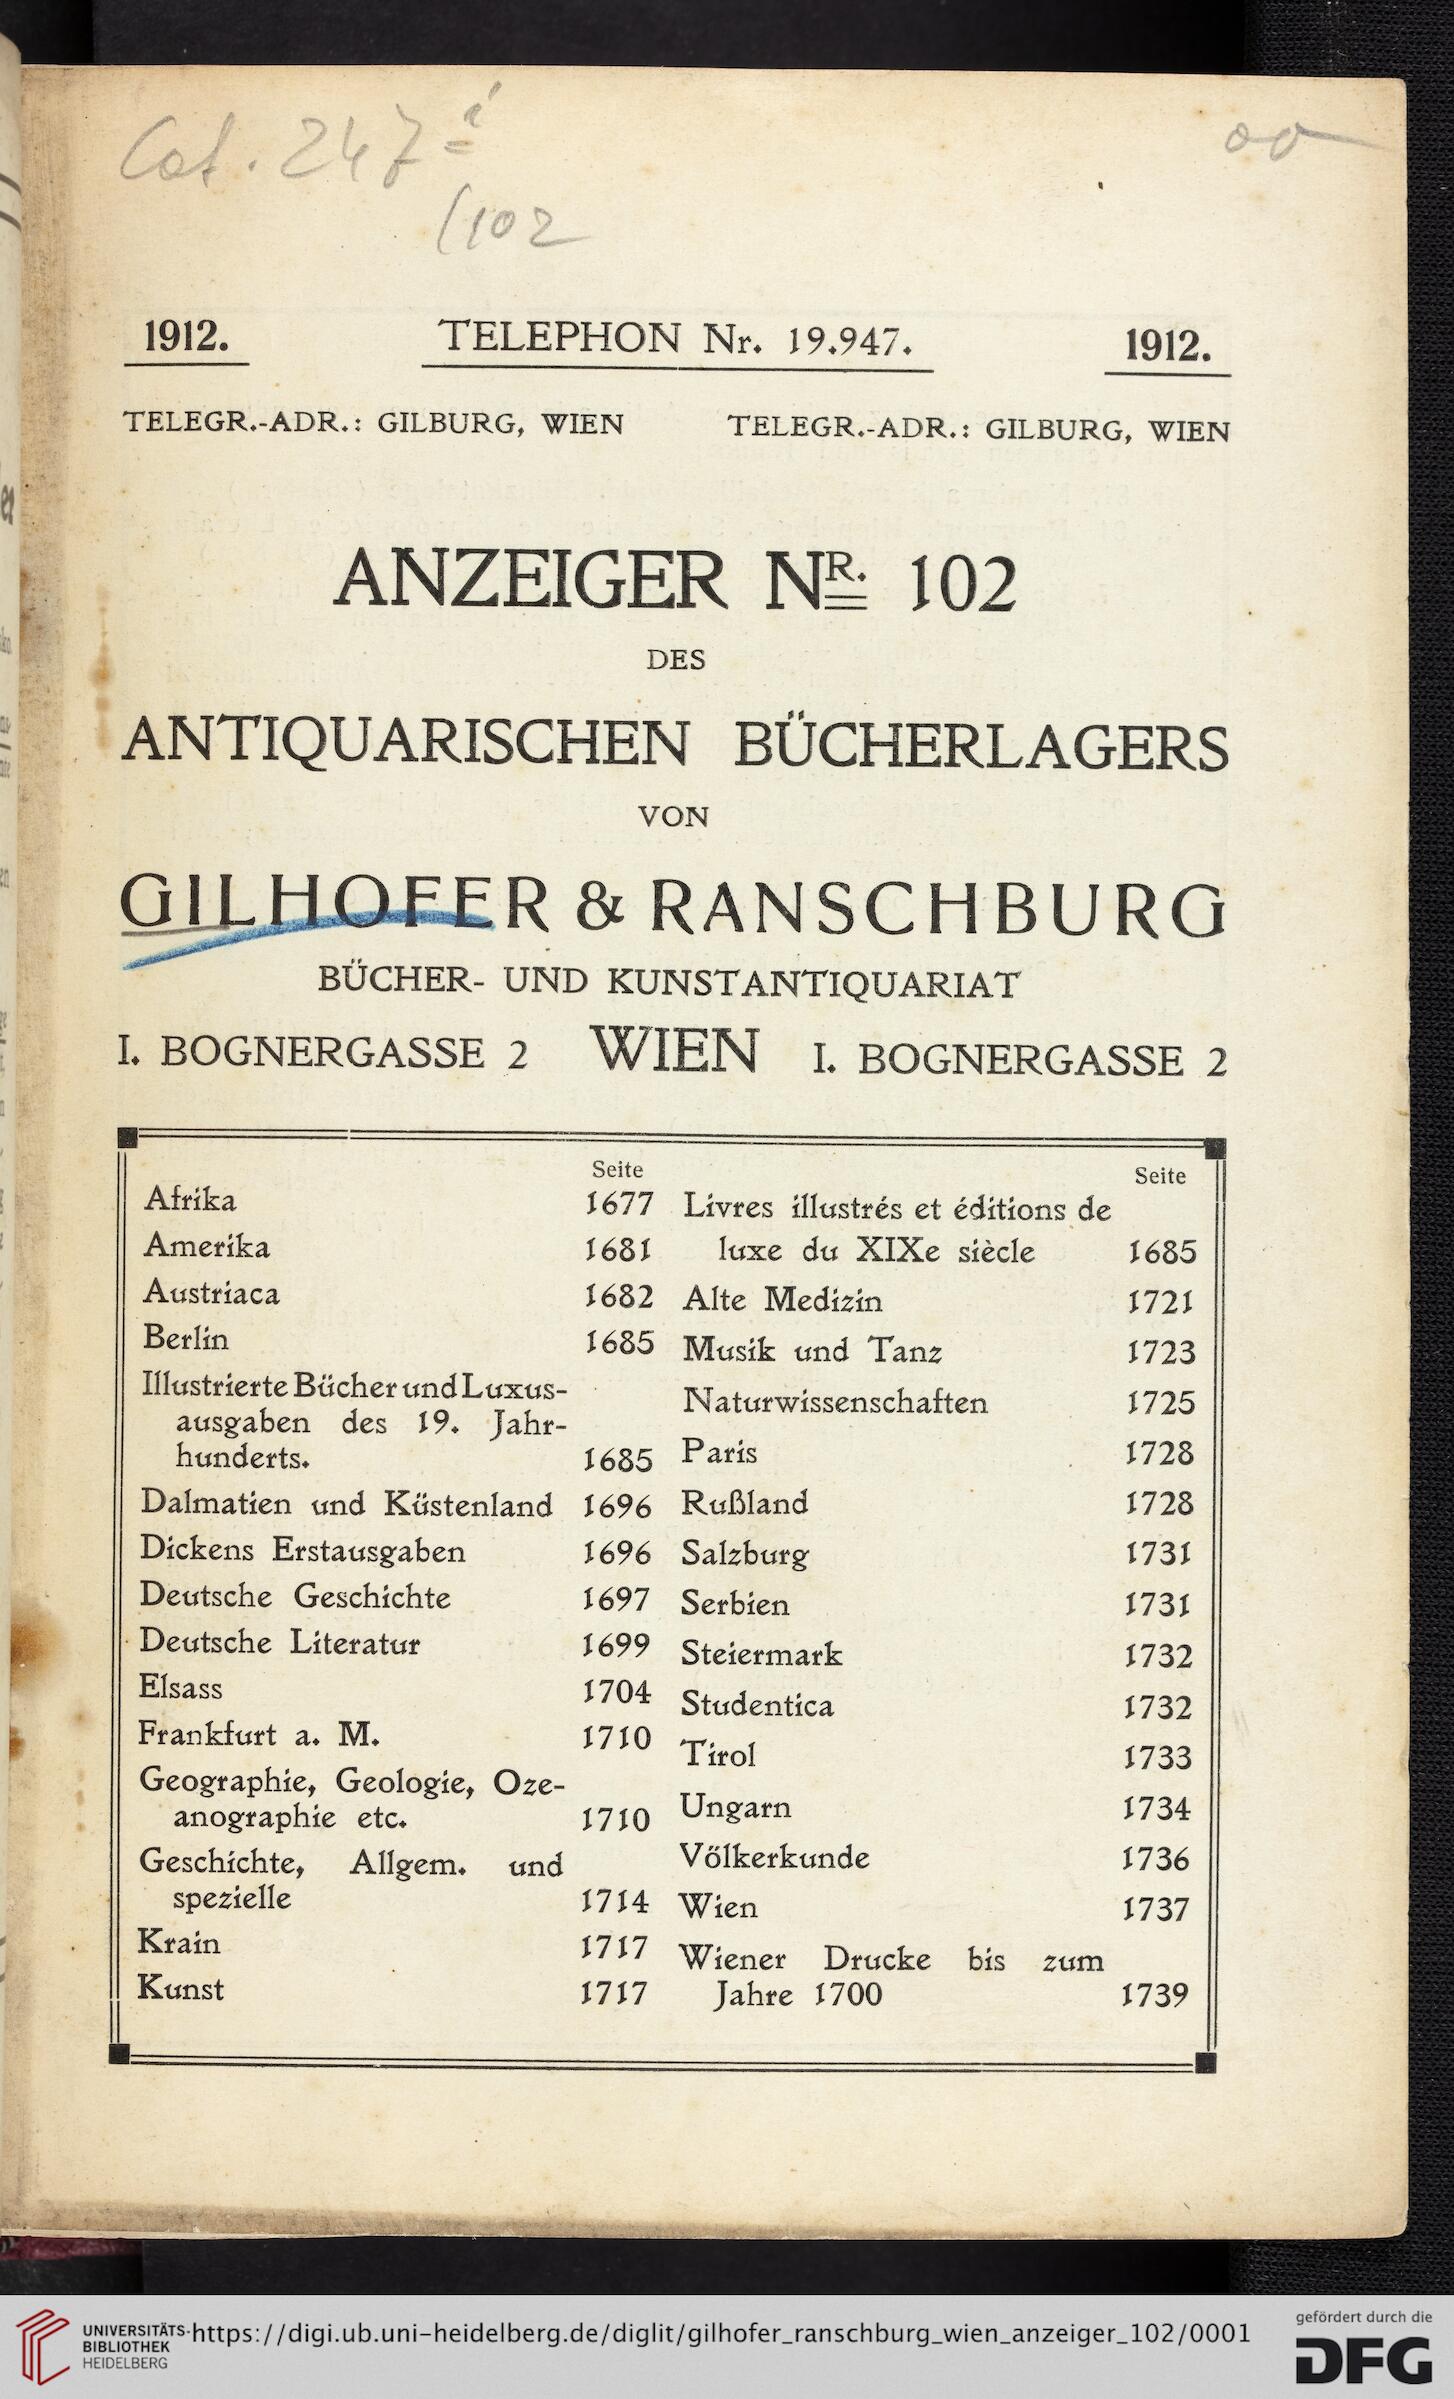 Cat. 247
(102
1912. TELEPHON Nr. 19.947. 1912.
TELEGR.-ADR.: GILBURG, WIEN TELEGR.-ADR.: GILBURG, WIEN
ANZEIGER NR. 102
DES
ANTIQUARISCHEN BÜCHERLAGERS
VON
GILHOFER & RANSCHBURG
BÜCHER- UND KUNSTANTIQUARIAT
I. BOGNERGASSE 2 WIEN I. BOGNERGASSE 2
Seite
Afrika 1677
Amerika 1681
Austriaca 1682
Berlin 1685
Illustrierte Bücher und Luxus-
ausgaben des 19. Jahr-
hunderts. 1685
Dalmatien und Küstenland 1696
Dickens Erstausgaben 1696
Deutsche Geschichte 1697
Deutsche Literatur 1699
Elsass 1704
Frankfurt a. M. 1710
Geographie, Geologie, Oze-
anographie etc. 1710
Geschichte, Allgem. und
spezielle 1714
Krain 1717
Kunst 1717
Seite
Livres illustrés et éditions de
luxe du XIXe siècle 1685
Alte Medizin 1721
Musik und Tanz 1723
Naturwissenschaften 1725
Paris 1728
Rußland 1728
Salzburg 1731
Serbien 1731
Steiermark 1732
Studentica 1732
Tirol 1733
Ungarn 1734
Völkerkunde 1736
Wien 1737
Wiener Drucke bis zum
Jahre 1700 1739
UNIVERSITÄTS-
BIBLIOTHEK
HEIDELBERG
https://digi.ub.uni-heidelberg.de/diglit/gilhofer_ranschburg_wien_anzeiger_102/0001
gefördert durch die
DFG